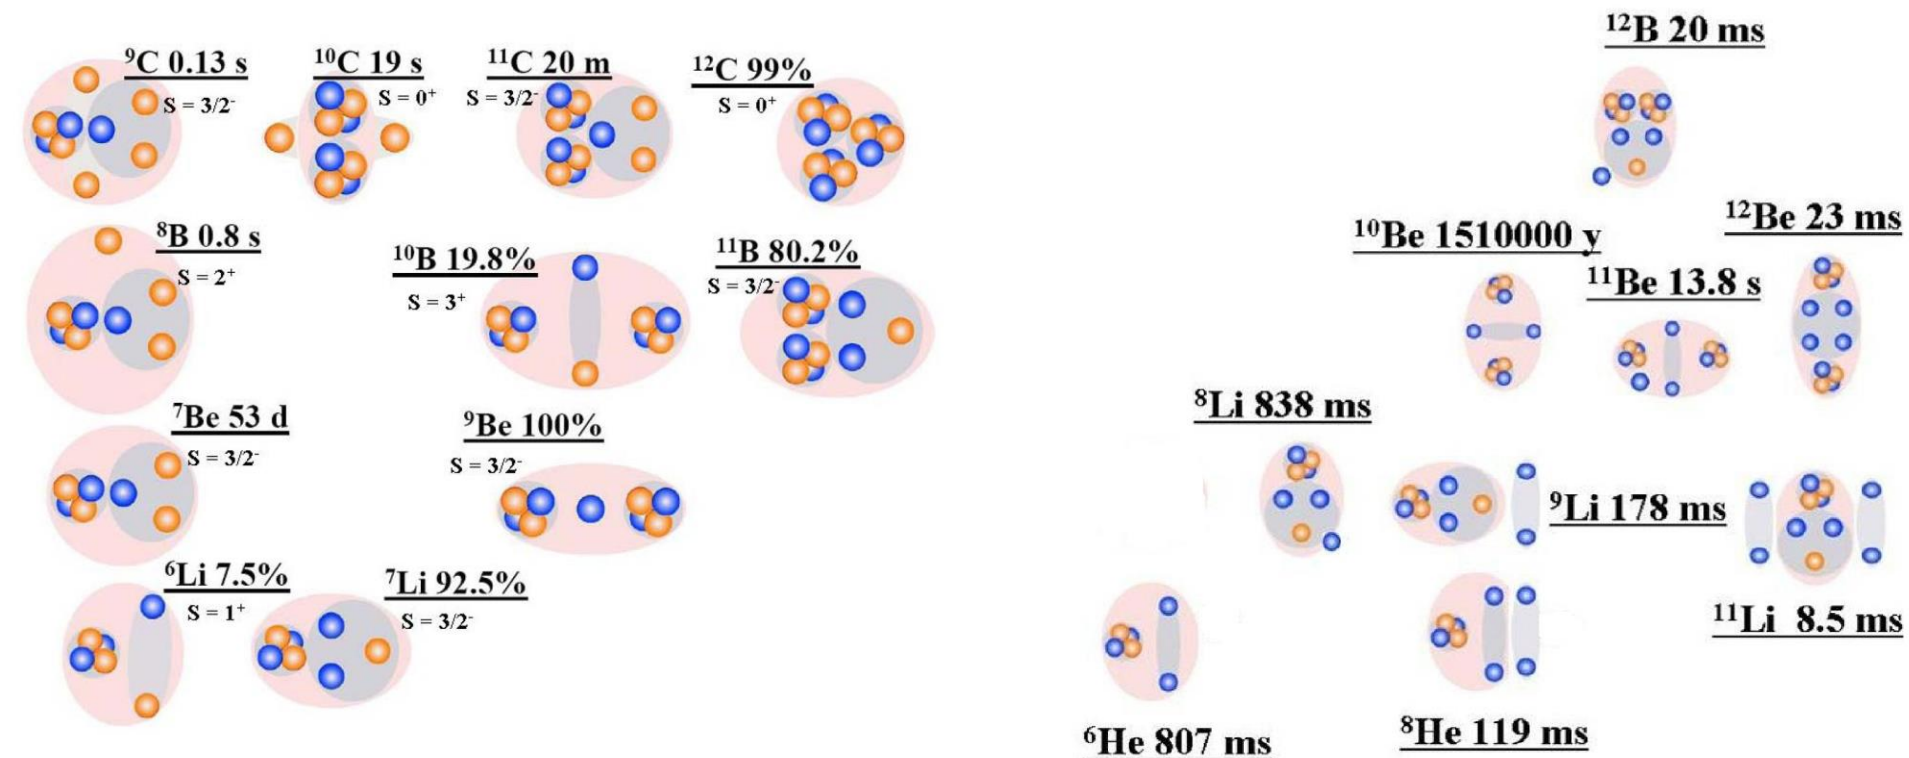 ⁹C 0.13 s
S = 3/2⁻
¹⁰C 19 s
S = 0⁺
¹¹C 20 m
S = 3/2⁻
¹²C 99%
S = 0⁺
¹²B 20 ms
⁸B 0.8 s
S = 2⁺
¹⁰B 19.8%
S = 3⁺
¹¹B 80.2%
S = 3/2⁻
¹⁰Be 1510000 y
¹¹Be 13.8 s
¹²Be 23 ms
⁷Be 53 d
S = 3/2⁻
⁹Be 100%
S = 3/2⁻
⁸Li 838 ms
⁹Li 178 ms
¹¹Li 8.5 ms
⁶Li 7.5%
S = 1⁺
⁷Li 92.5%
S = 3/2⁻
⁶He 807 ms
⁸He 119 ms